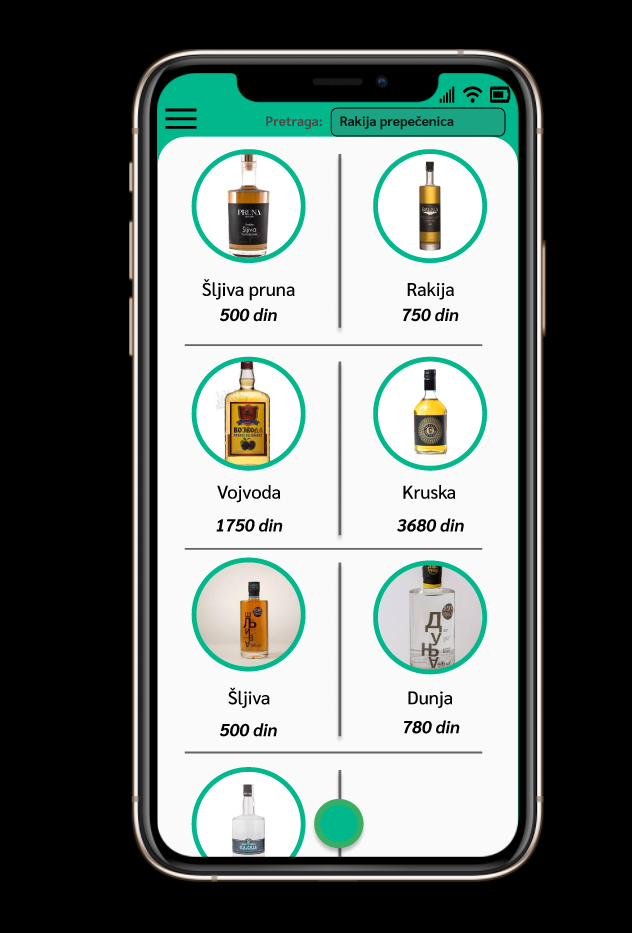 Pretraga: Rakija prepečenica
PRUNA
Šljiva
Šljiva pruna
500 din
Rakija
750 din
ВОЈВОДА
Vojvoda
1750 din
Kruska
3680 din
Šljiva
500 din
ДУЊА
Dunja
780 din